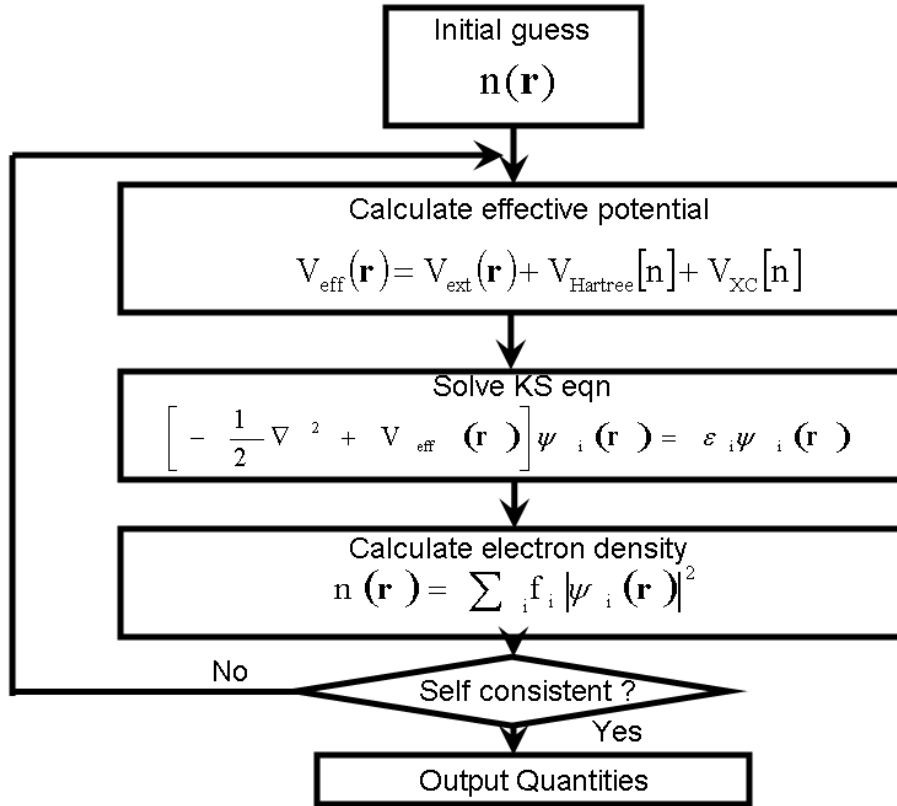 Initial guess
n(r)
Calculate effective potential
V_eff(r) = V_ext(r) + V_Hartree[n] + V_XC[n]
Solve KS eqn
[ - 1/2 ∇² + V_eff (r) ] ψ_i (r) = ε_i ψ_i (r)
Calculate electron density
n (r) = ∑_i f_i |ψ_i (r)|²
No
Self consistent ?
Yes
Output Quantities